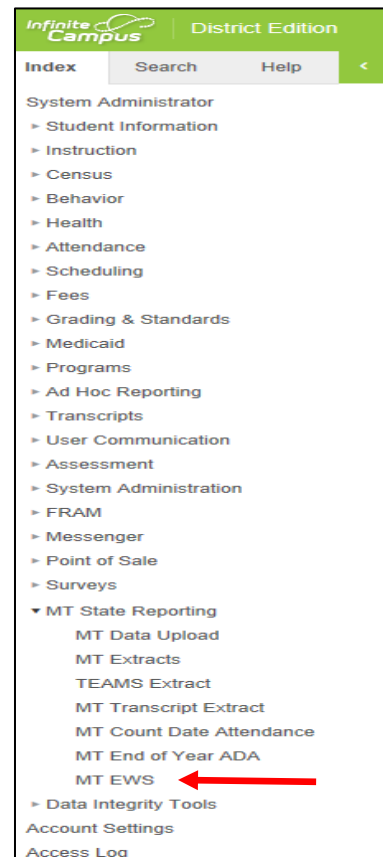 Infinite Campus District Edition
Index Search Help <
System Administrator
Student Information
Instruction
Census
Behavior
Health
Attendance
Scheduling
Fees
Grading & Standards
Medicaid
Programs
Ad Hoc Reporting
Transcripts
User Communication
Assessment
System Administration
FRAM
Messenger
Point of Sale
Surveys
MT State Reporting
MT Data Upload
MT Extracts
TEAMS Extract
MT Transcript Extract
MT Count Date Attendance
MT End of Year ADA
MT EWS
Data Integrity Tools
Account Settings
Access Log